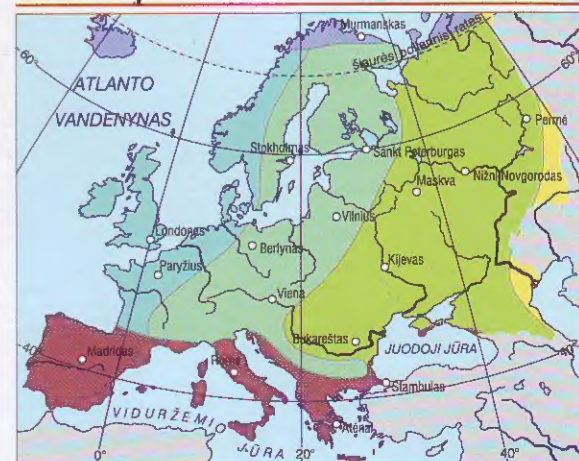 Murmanskas
šiaurės poliarinis ratas
60°
60°
ATLANTO
VANDENYNAS
Permė
Stokholmas
Sankt Peterburgas
Nižnij Novgorodas
Maskva
Vilnius
Londonas
Berlynas
Paryžius
Kijevas
Viena
Bukareštas
JUODOJI JŪRA
40°
Madridas
Roma
Stambulas
VIDURŽEMIO
Atėnai
JŪRA
0°
20°
40°